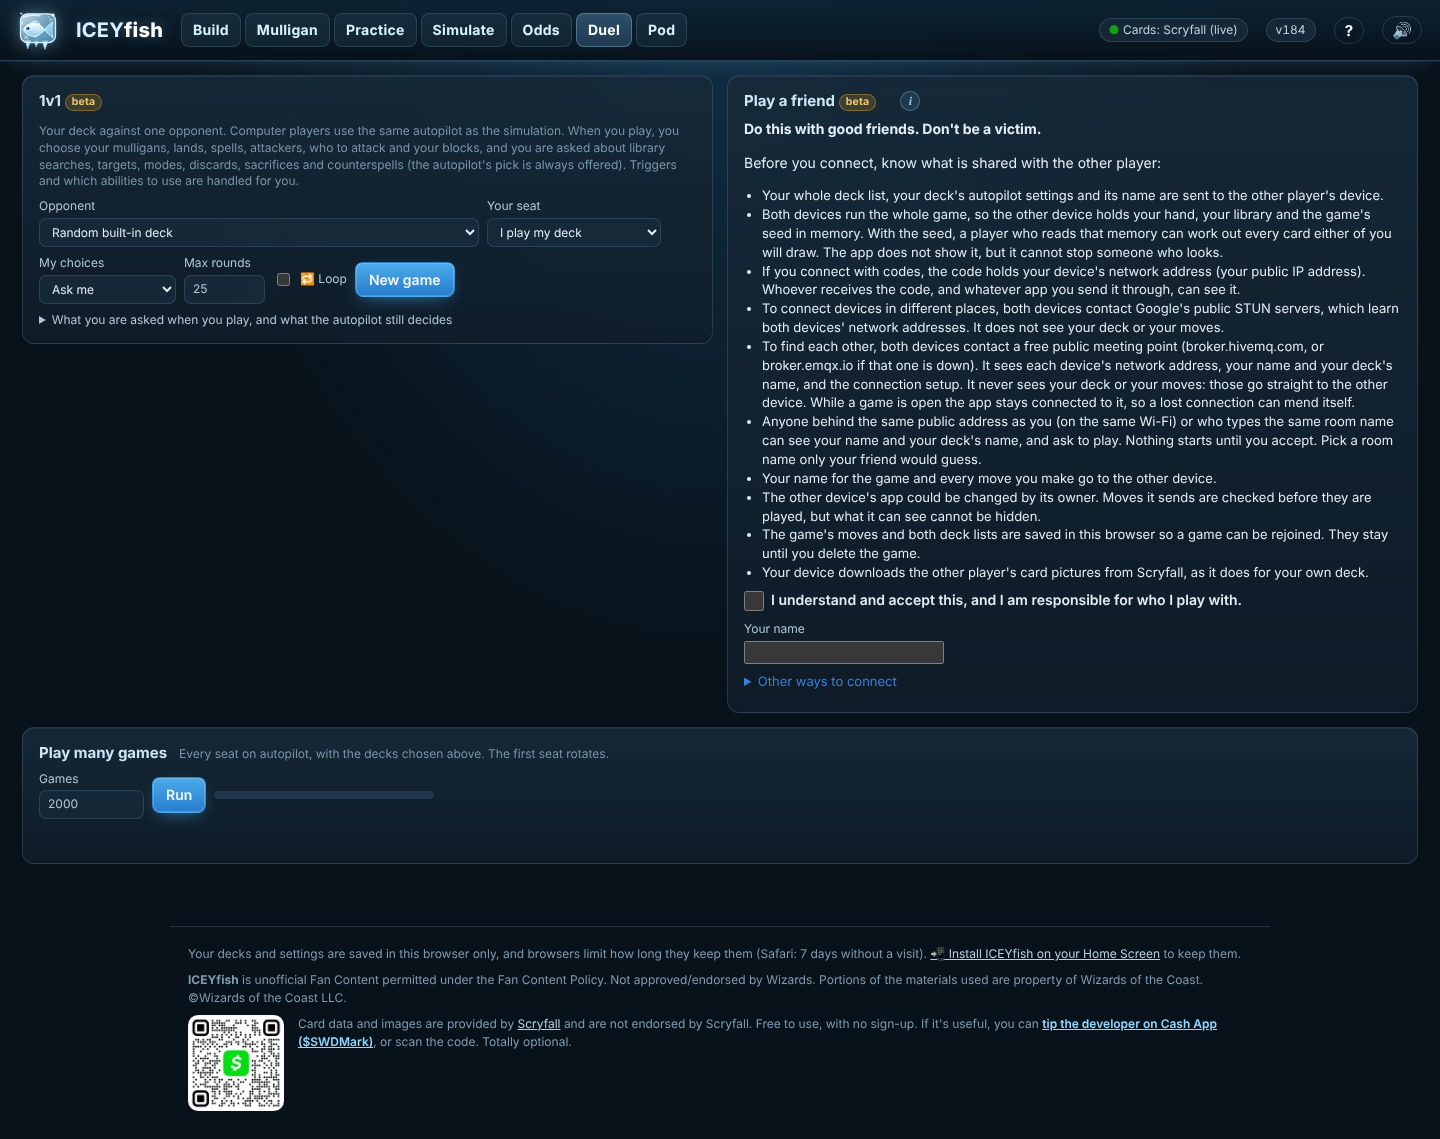 ICEYfish
Build
Mulligan
Practice
Simulate
Odds
Duel
Pod
Cards: Scryfall (live)
v184
?
1v1 beta
Your deck against one opponent. Computer players use the same autopilot as the simulation. When you play, you
choose your mulligans, lands, spells, attackers, who to attack and your blocks, and you are asked about library
searches, targets, modes, discards, sacrifices and counterspells (the autopilot's pick is always offered). Triggers
and which abilities to use are handled for you.
Opponent
Your seat
Random built-in deck
I play my deck
My choices
Max rounds
Ask me
25
Loop
New game
What you are asked when you play, and what the autopilot still decides
Play a friend beta i
Do this with good friends. Don't be a victim.
Before you connect, know what is shared with the other player:
• Your whole deck list, your deck's autopilot settings and its name are sent to the other player's device.
• Both devices run the whole game, so the other device holds your hand, your library and the game's
seed in memory. With the seed, a player who reads that memory can work out every card either of you
will draw. The app does not show it, but it cannot stop someone who looks.
• If you connect with codes, the code holds your device's network address (your public IP address).
Whoever receives the code, and whatever app you send it through, can see it.
• To connect devices in different places, both devices contact Google's public STUN servers, which learn
both devices' network addresses. It does not see your deck or your moves.
• To find each other, both devices contact a free public meeting point (broker.hivemq.com, or
broker.emqx.io if that one is down). It sees each device's network address, your name and your deck's
name, and the connection setup. It never sees your deck or your moves: those go straight to the other
device. While a game is open the app stays connected to it, so a lost connection can mend itself.
• Anyone behind the same public address as you (on the same Wi-Fi) or who types the same room name
can see your name and your deck's name, and ask to play. Nothing starts until you accept. Pick a room
name only your friend would guess.
• Your name for the game and every move you make go to the other device.
• The other device's app could be changed by its owner. Moves it sends are checked before they are
played, but what it can see cannot be hidden.
• The game's moves and both deck lists are saved in this browser so a game can be rejoined. They stay
until you delete the game.
• Your device downloads the other player's card pictures from Scryfall, as it does for your own deck.
I understand and accept this, and I am responsible for who I play with.
Your name
Other ways to connect
Play many games Every seat on autopilot, with the decks chosen above. The first seat rotates.
Games
2000
Run
Your decks and settings are saved in this browser only, and browsers limit how long they keep them (Safari: 7 days without a visit). Install ICEYfish on your Home Screen to keep them.
ICEYfish is unofficial Fan Content permitted under the Fan Content Policy. Not approved/endorsed by Wizards. Portions of the materials used are property of Wizards of the Coast.
©Wizards of the Coast LLC.
Card data and images are provided by Scryfall and are not endorsed by Scryfall. Free to use, with no sign-up. If it's useful, you can tip the developer on Cash App
($SWDMark), or scan the code. Totally optional.